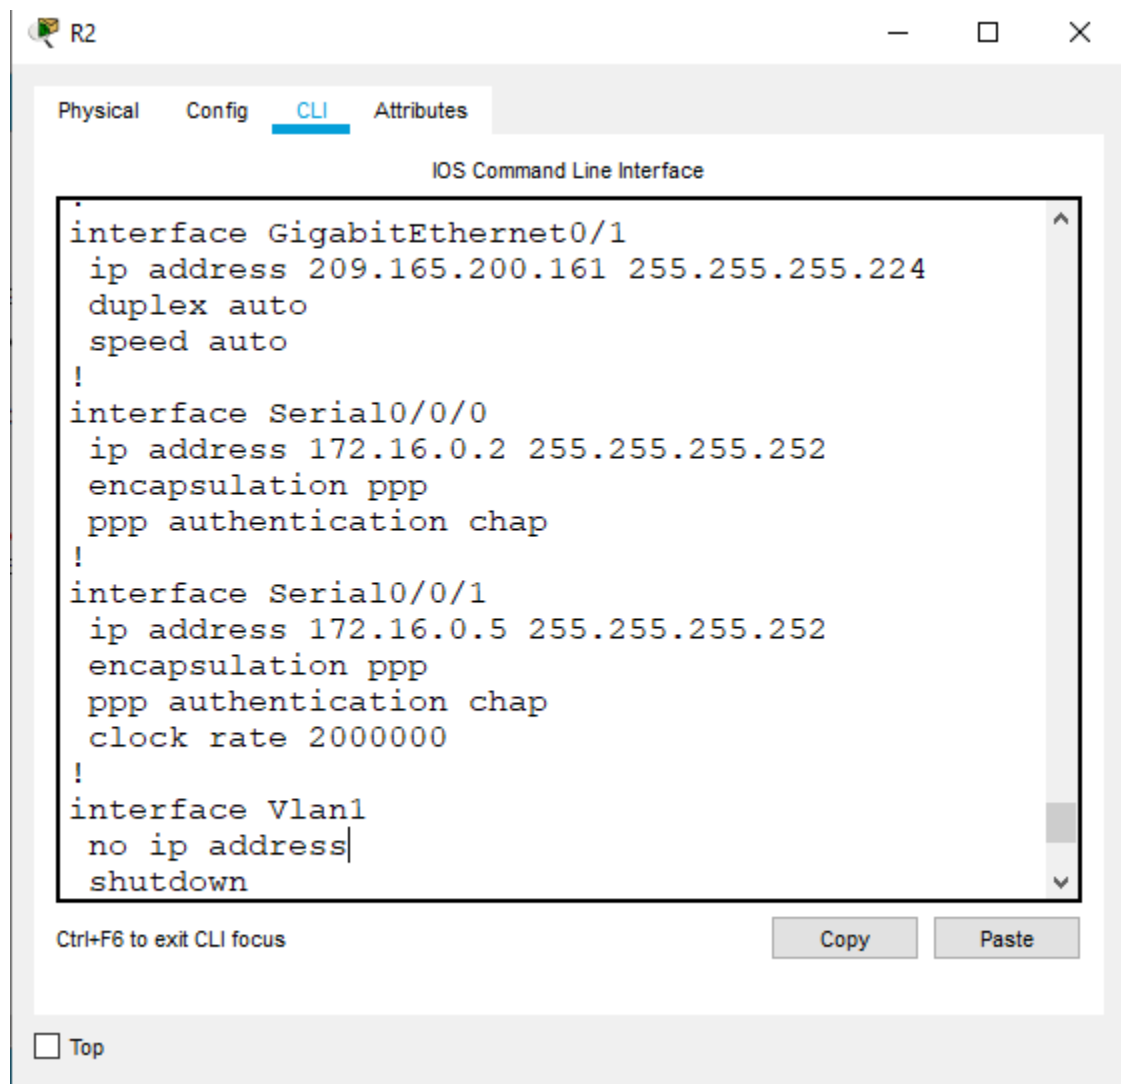 R2
Physical Config CLI Attributes
IOS Command Line Interface
!
interface GigabitEthernet0/1
ip address 209.165.200.161 255.255.255.224
duplex auto
speed auto
!
interface Serial0/0/0
ip address 172.16.0.2 255.255.255.252
encapsulation ppp
ppp authentication chap
!
interface Serial0/0/1
ip address 172.16.0.5 255.255.255.252
encapsulation ppp
ppp authentication chap
clock rate 2000000
!
interface Vlan1
no ip address
shutdown
Ctrl+F6 to exit CLI focus
Copy Paste
Top